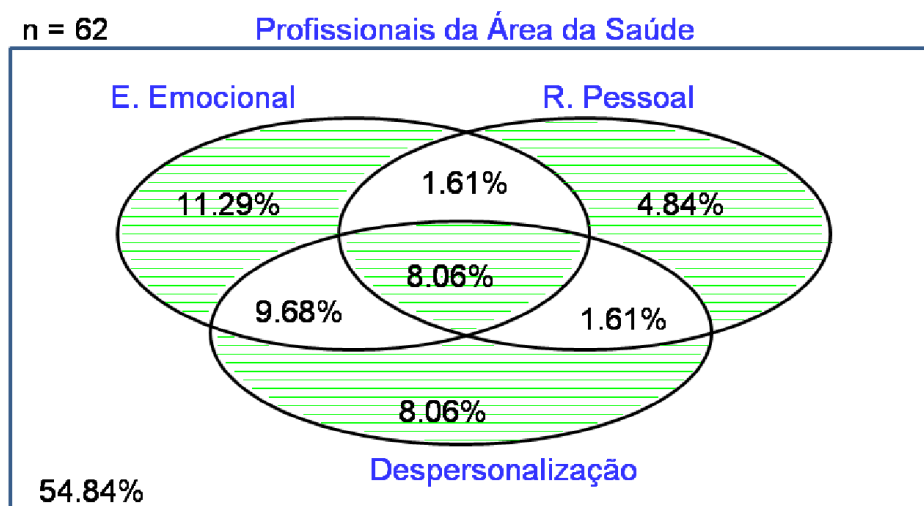 n = 62 Profissionais da Área da Saúde
E. Emocional R. Pessoal
1.61%
11.29% 4.84%
8.06%
9.68% 1.61%
8.06%
Despersonalização
54.84%